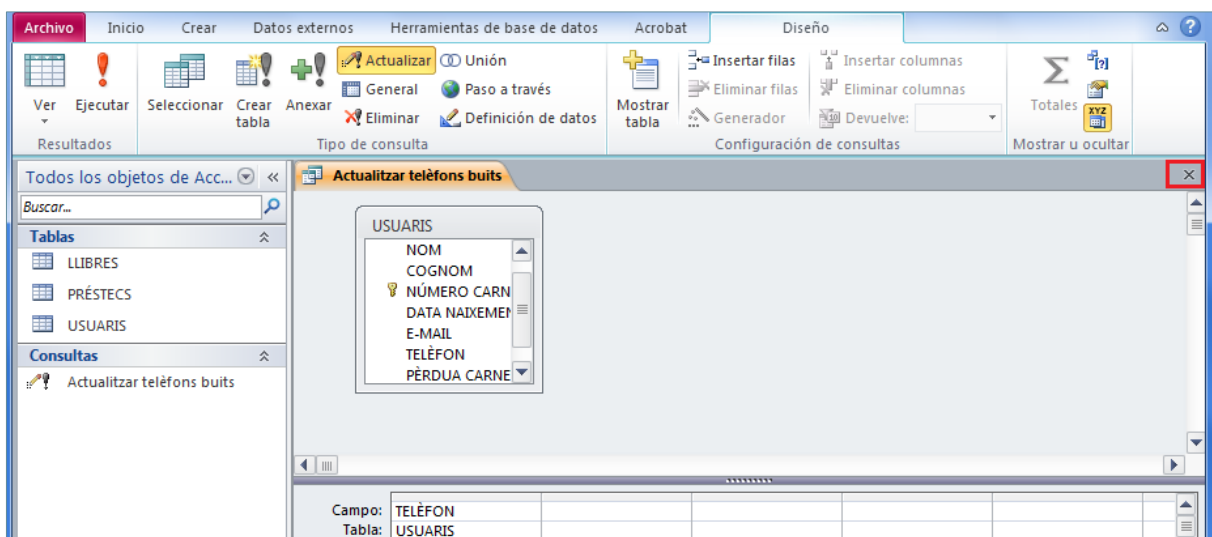 Archivo Inicio Crear Datos externos Herramientas de base de datos Acrobat Diseño
Ver Ejecutar
Resultados
Seleccionar Crear tabla Anexar
Actualizar Unión
General Paso a través
Eliminar Definición de datos
Tipo de consulta
Mostrar tabla
Insertar filas Insertar columnas
Eliminar filas Eliminar columnas
Generador Devuelve:
Configuración de consultas
Totales
XYZ
Mostrar u ocultar
Todos los objetos de Acc...
Buscar...
Tablas
LLIBRES
PRÉSTECS
USUARIS
Consultas
Actualitzar telèfons buits
Actualitzar telèfons buits
USUARIS
NOM
COGNOM
NÚMERO CARN
DATA NAIXEMEN
E-MAIL
TELÈFON
PÈRDUA CARNE
Campo: TELÈFON
Tabla: USUARIS